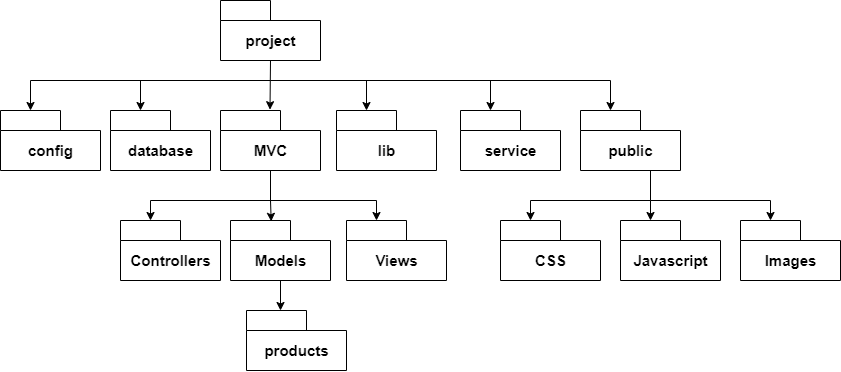 project
config
database
MVC
lib
service
public
Controllers
Models
Views
CSS
Javascript
Images
products